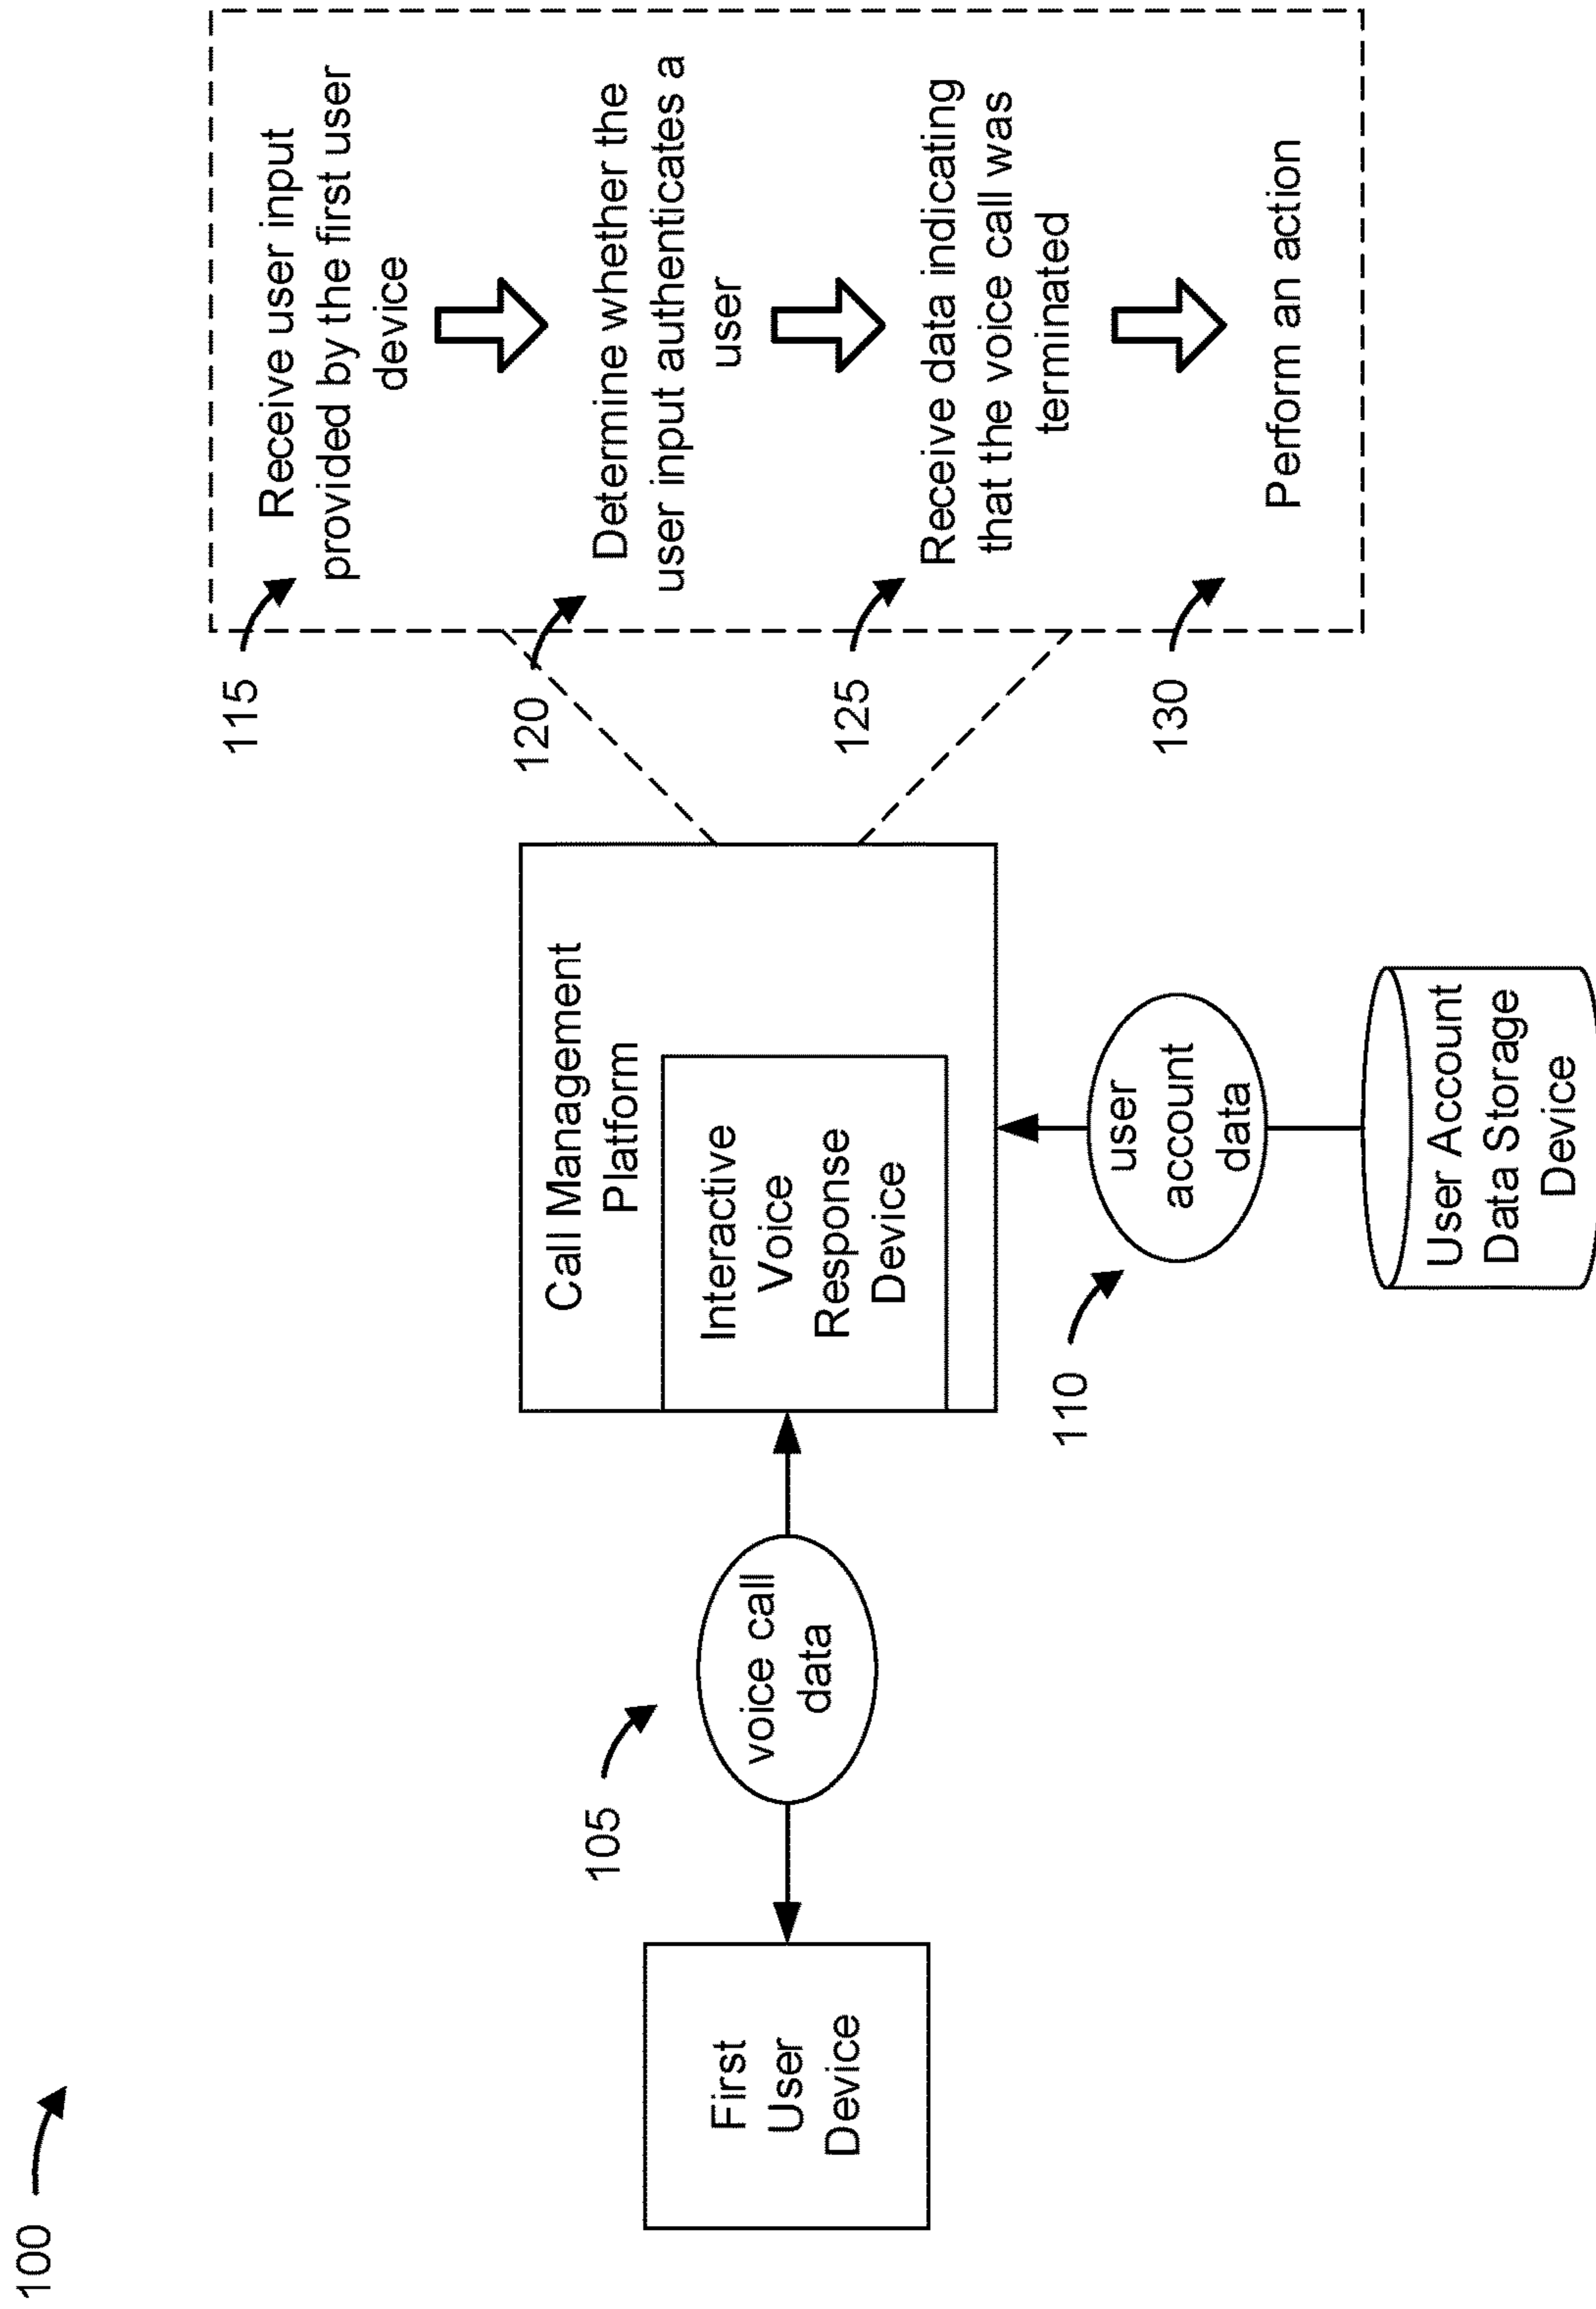 100
First
User
Device
105
voice call
data
Call Management
Platform
Interactive
Voice
Response
Device
110
user
account
data
User Account
Data Storage
Device
115
Receive user input
provided by the first user
device
120
Determine whether the
user input authenticates a
user
125
Receive data indicating
that the voice call was
terminated
130
Perform an action